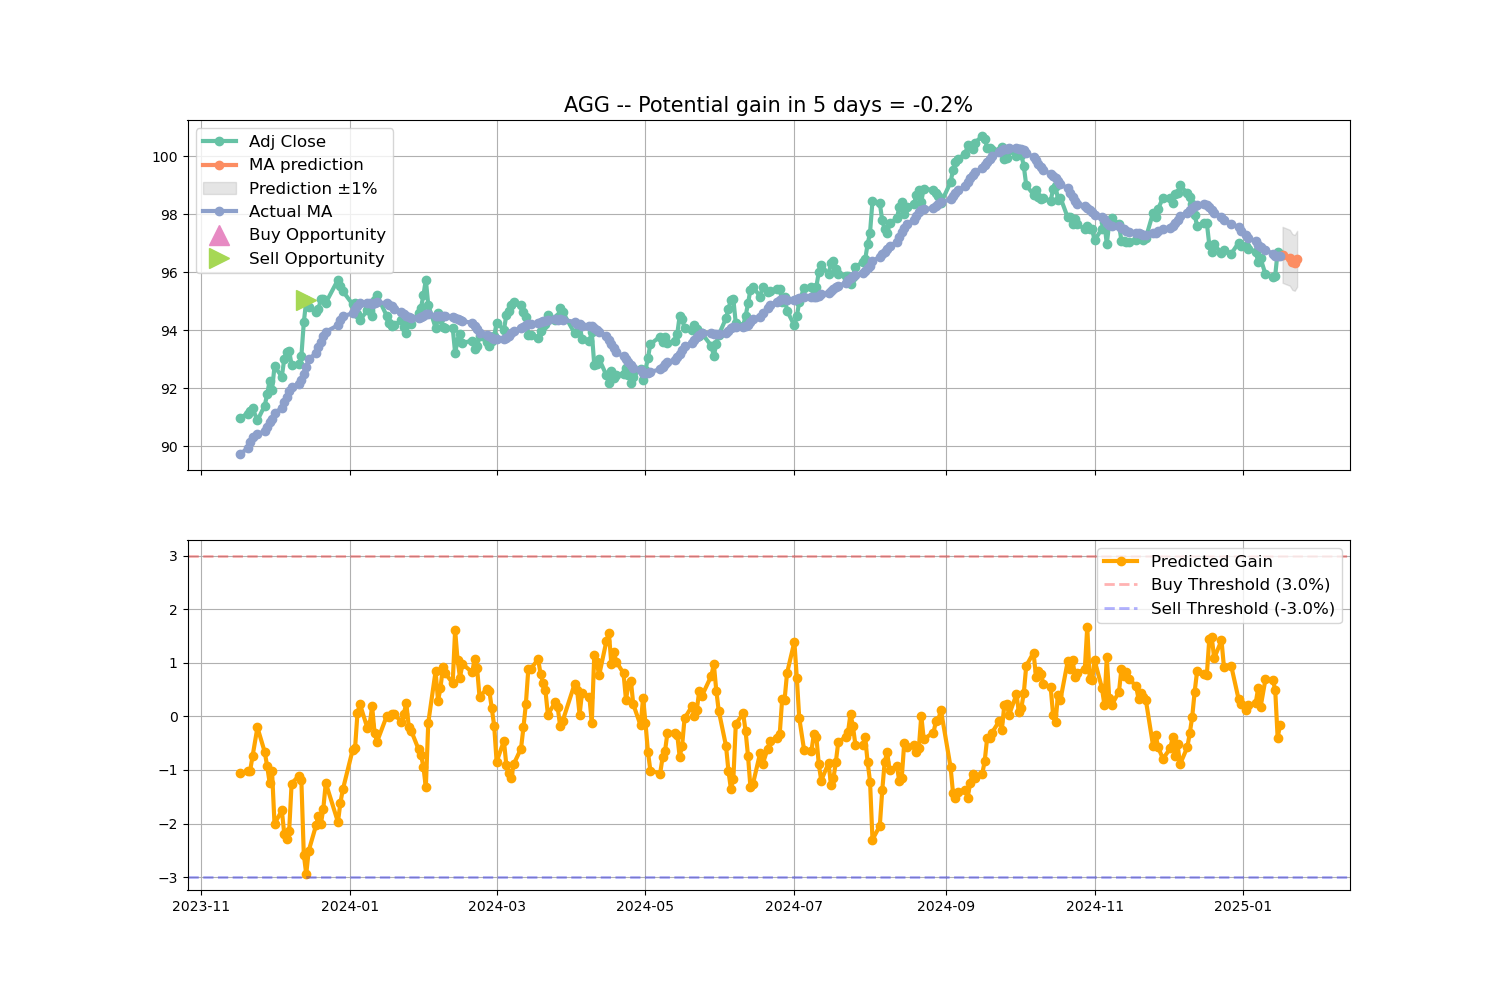 AGG -- Potential gain in 5 days = -0.2%
Adj Close
MA prediction
Prediction ±1%
Actual MA
Buy Opportunity
Sell Opportunity
100
98
96
94
92
90
Predicted Gain
Buy Threshold (3.0%)
Sell Threshold (-3.0%)
3
2
1
0
−1
−2
−3
2023-11 2024-01 2024-03 2024-05 2024-07 2024-09 2024-11 2025-01